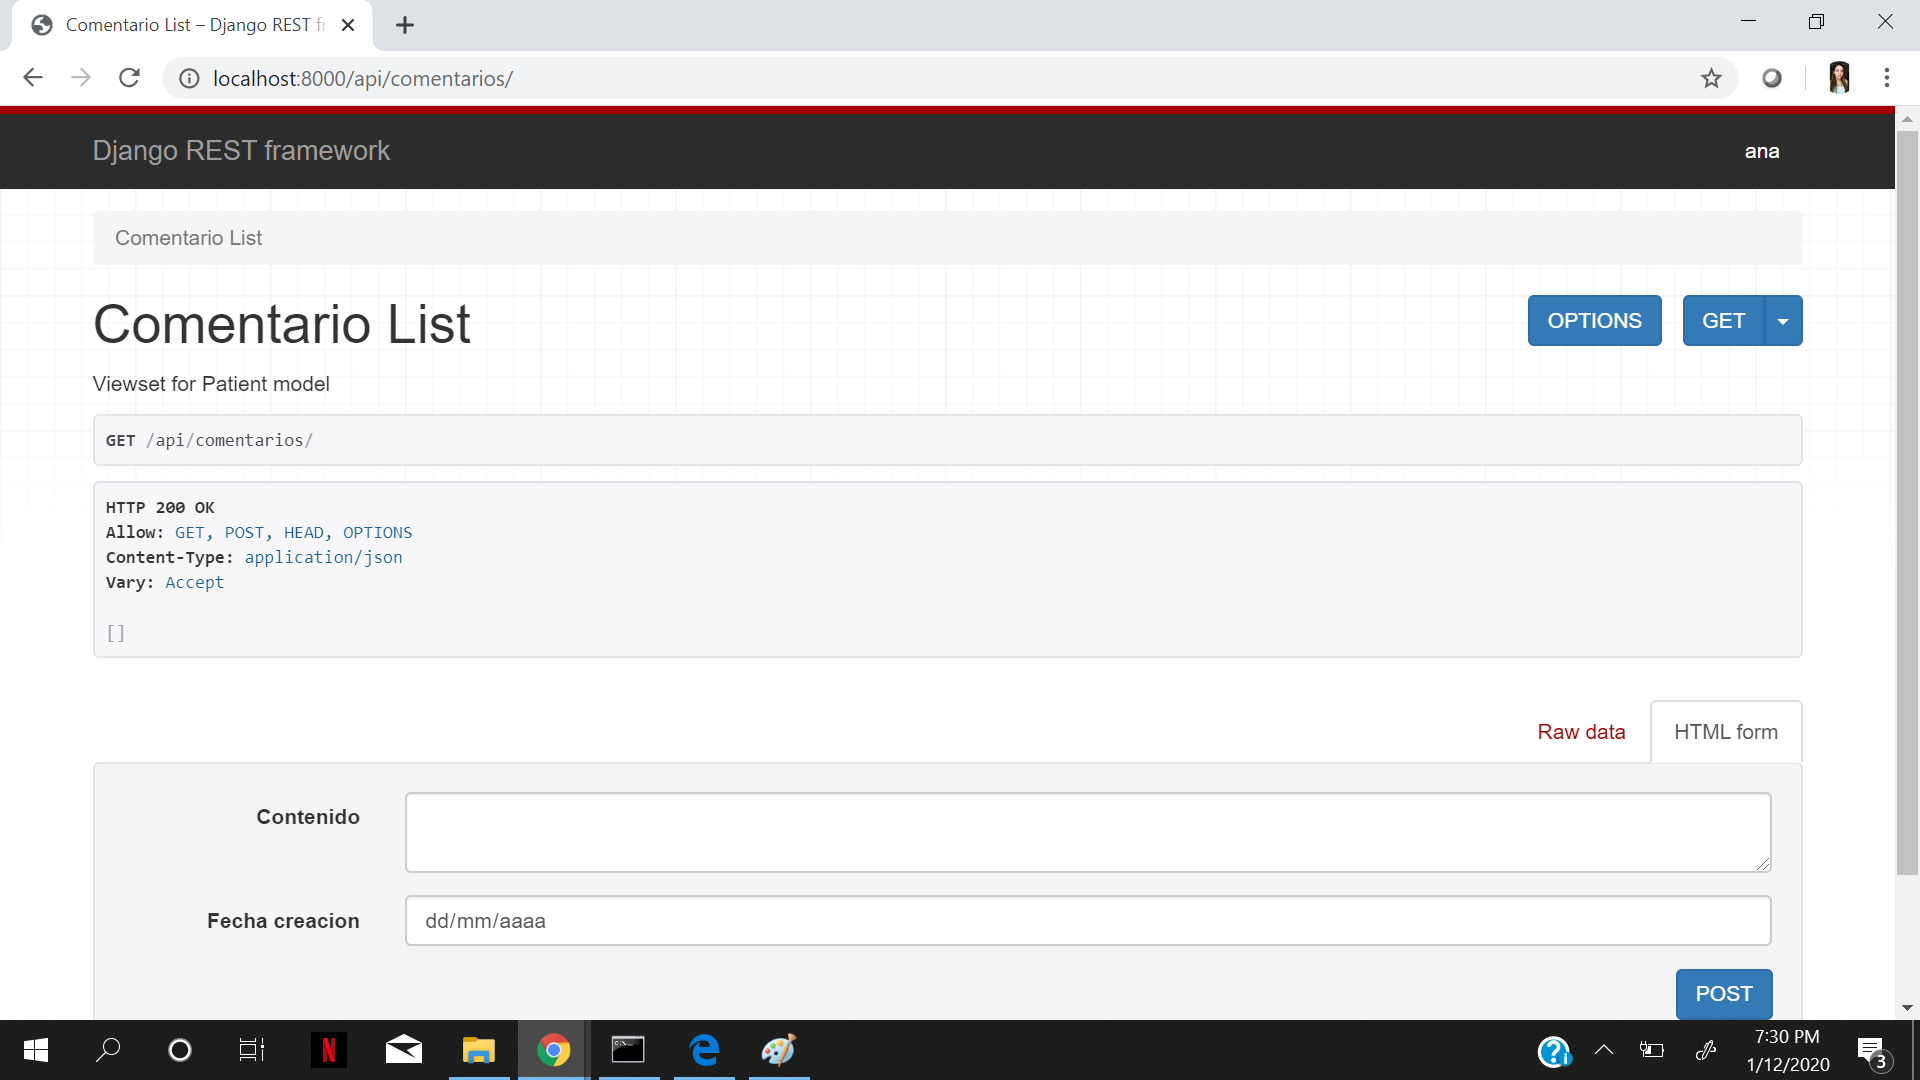 Comentario List – Django REST fr
localhost:8000/api/comentarios/
Django REST framework
ana
Comentario List
Comentario List
OPTIONS
GET
Viewset for Patient model
GET /api/comentarios/
HTTP 200 OK
Allow: GET, POST, HEAD, OPTIONS
Content-Type: application/json
Vary: Accept
[]
Raw data
HTML form
Contenido
Fecha creacion
dd/mm/aaaa
POST
7:30 PM
1/12/2020
3